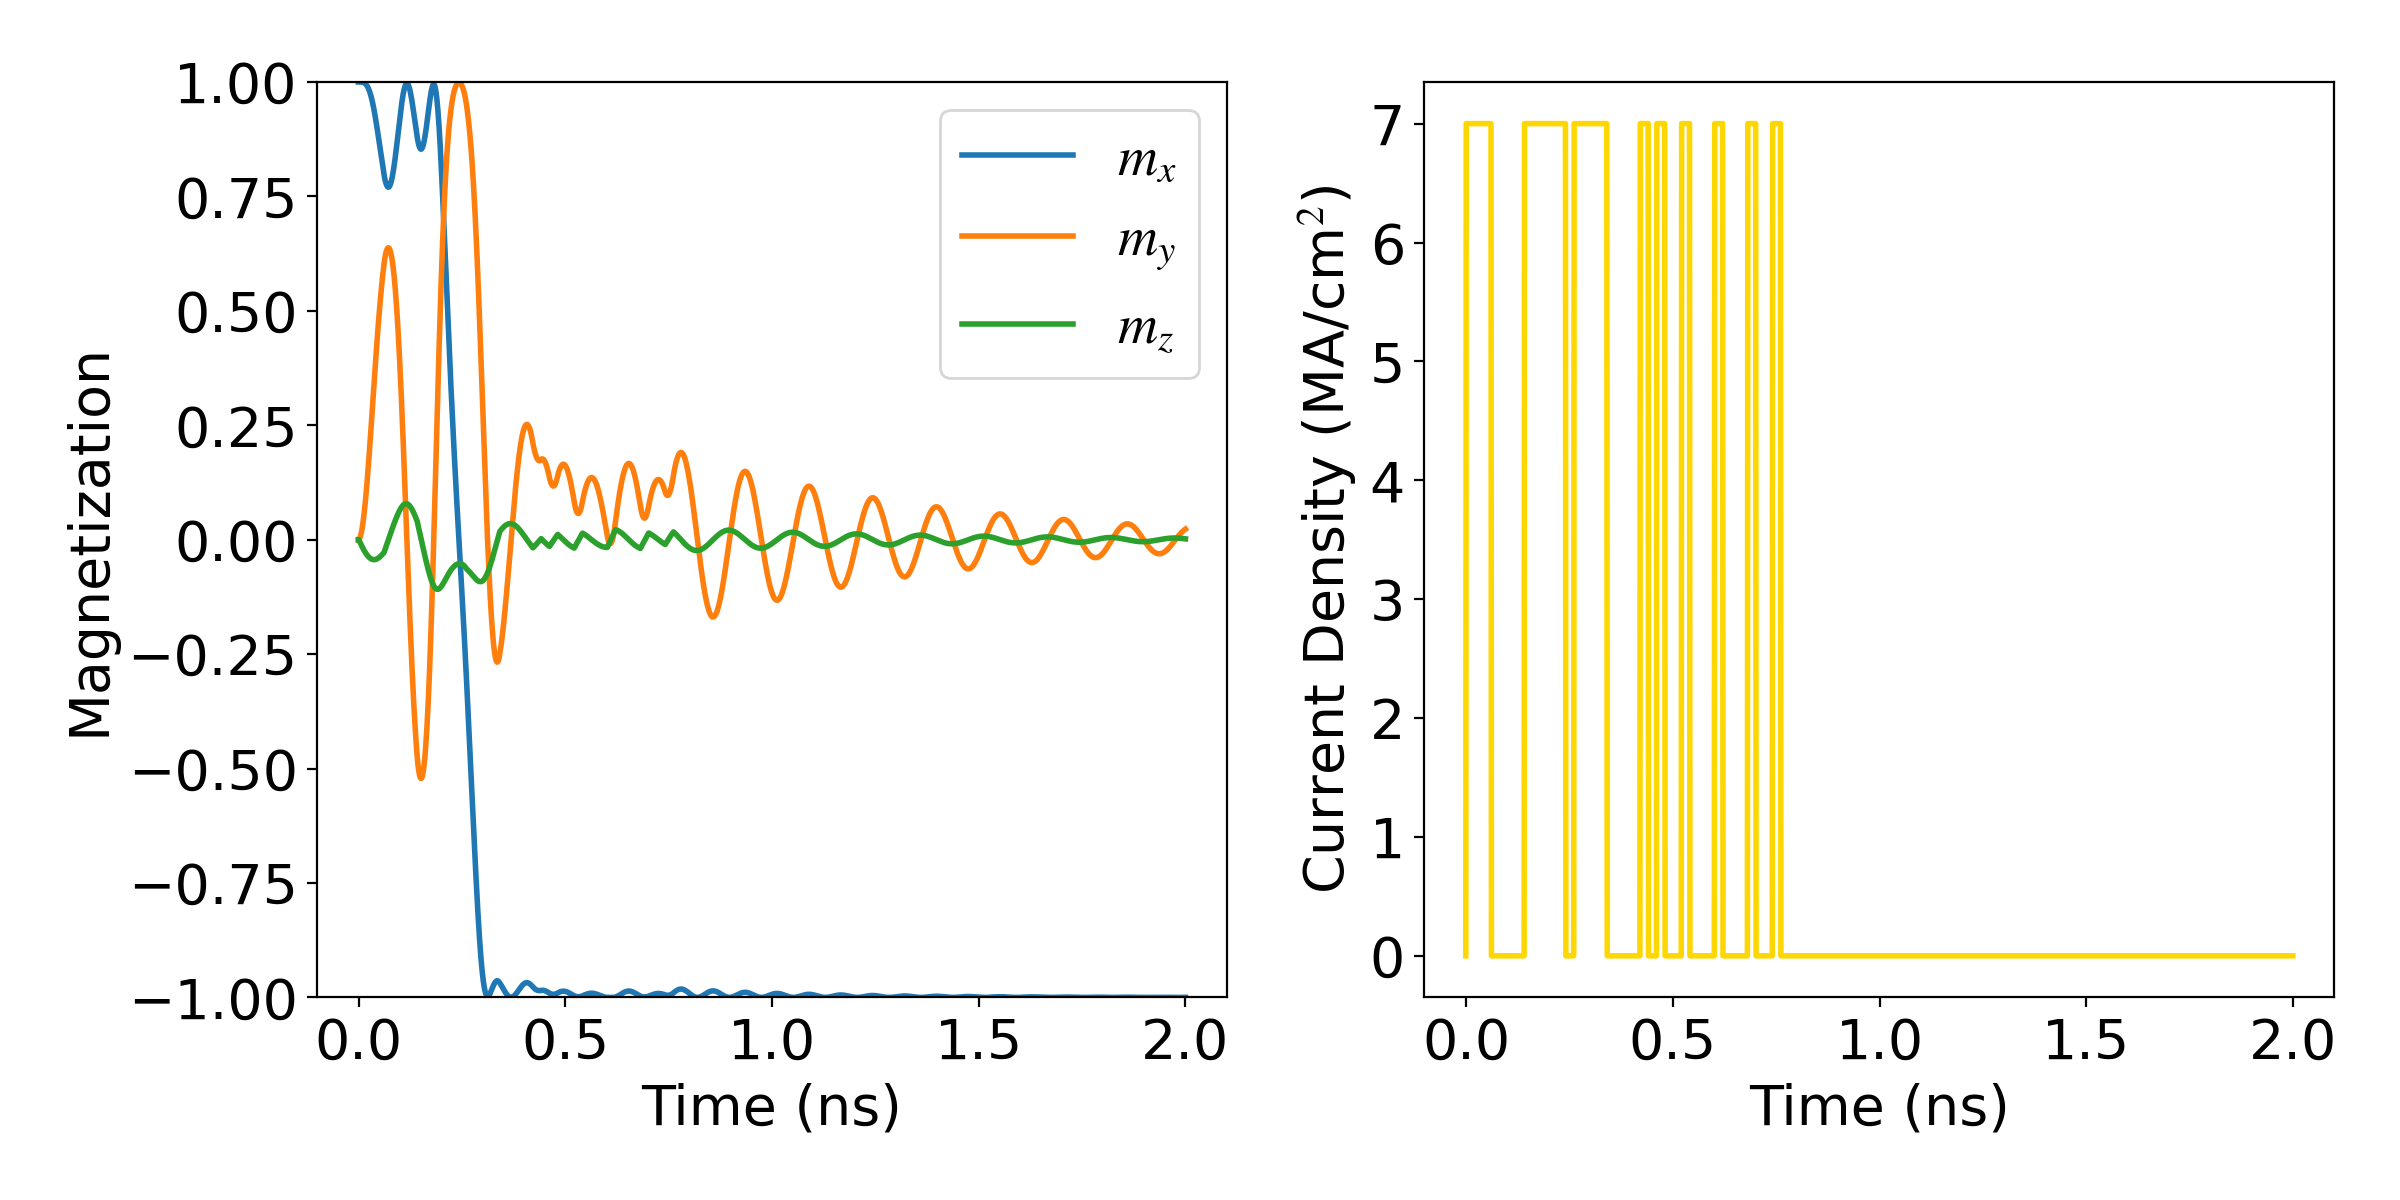 1.00
0.75
0.50
0.25
0.00
−0.25
−0.50
−0.75
−1.00
Magnetization
0.0 0.5 1.0 1.5 2.0
Time (ns)
m_x
m_y
m_z
7
6
5
4
3
2
1
0
Current Density (MA/cm²)
0.0 0.5 1.0 1.5 2.0
Time (ns)